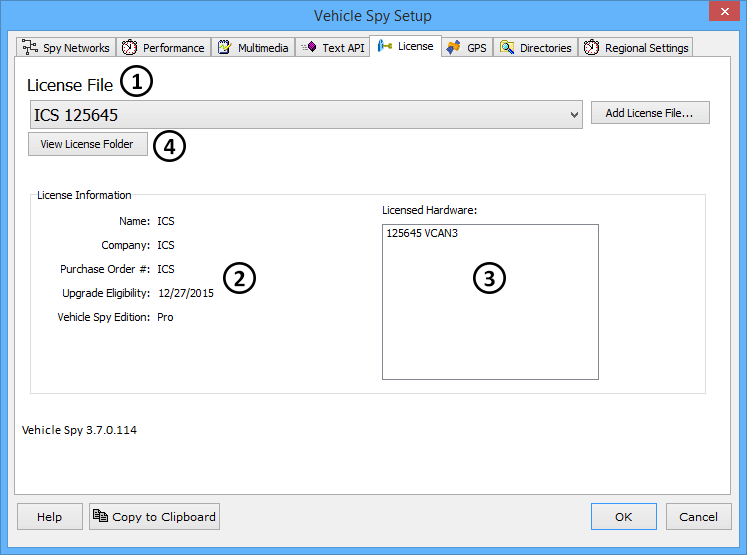 Vehicle Spy Setup
Spy Networks Performance Multimedia Text API License GPS Directories Regional Settings
License File 1
ICS 125645 Add License File...
View License Folder 4
License Information
Name: ICS
Company: ICS
Purchase Order #: ICS
Upgrade Eligibility: 12/27/2015
Vehicle Spy Edition: Pro
2
Licensed Hardware:
125645 VCAN3
3
Vehicle Spy 3.7.0.114
Help Copy to Clipboard OK Cancel